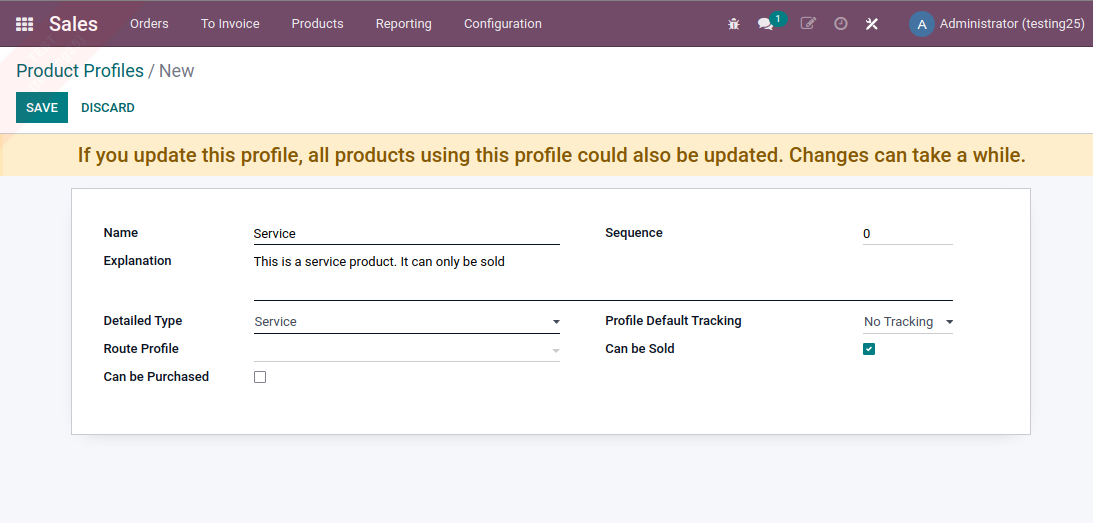 Sales Orders To Invoice Products Reporting Configuration 1 A Administrator (testing25)
Product Profiles / New
SAVE DISCARD
If you update this profile, all products using this profile could also be updated. Changes can take a while.
Name Service Sequence 0
Explanation This is a service product. It can only be sold
Detailed Type Service Profile Default Tracking No Tracking
Route Profile Can be Sold
Can be Purchased